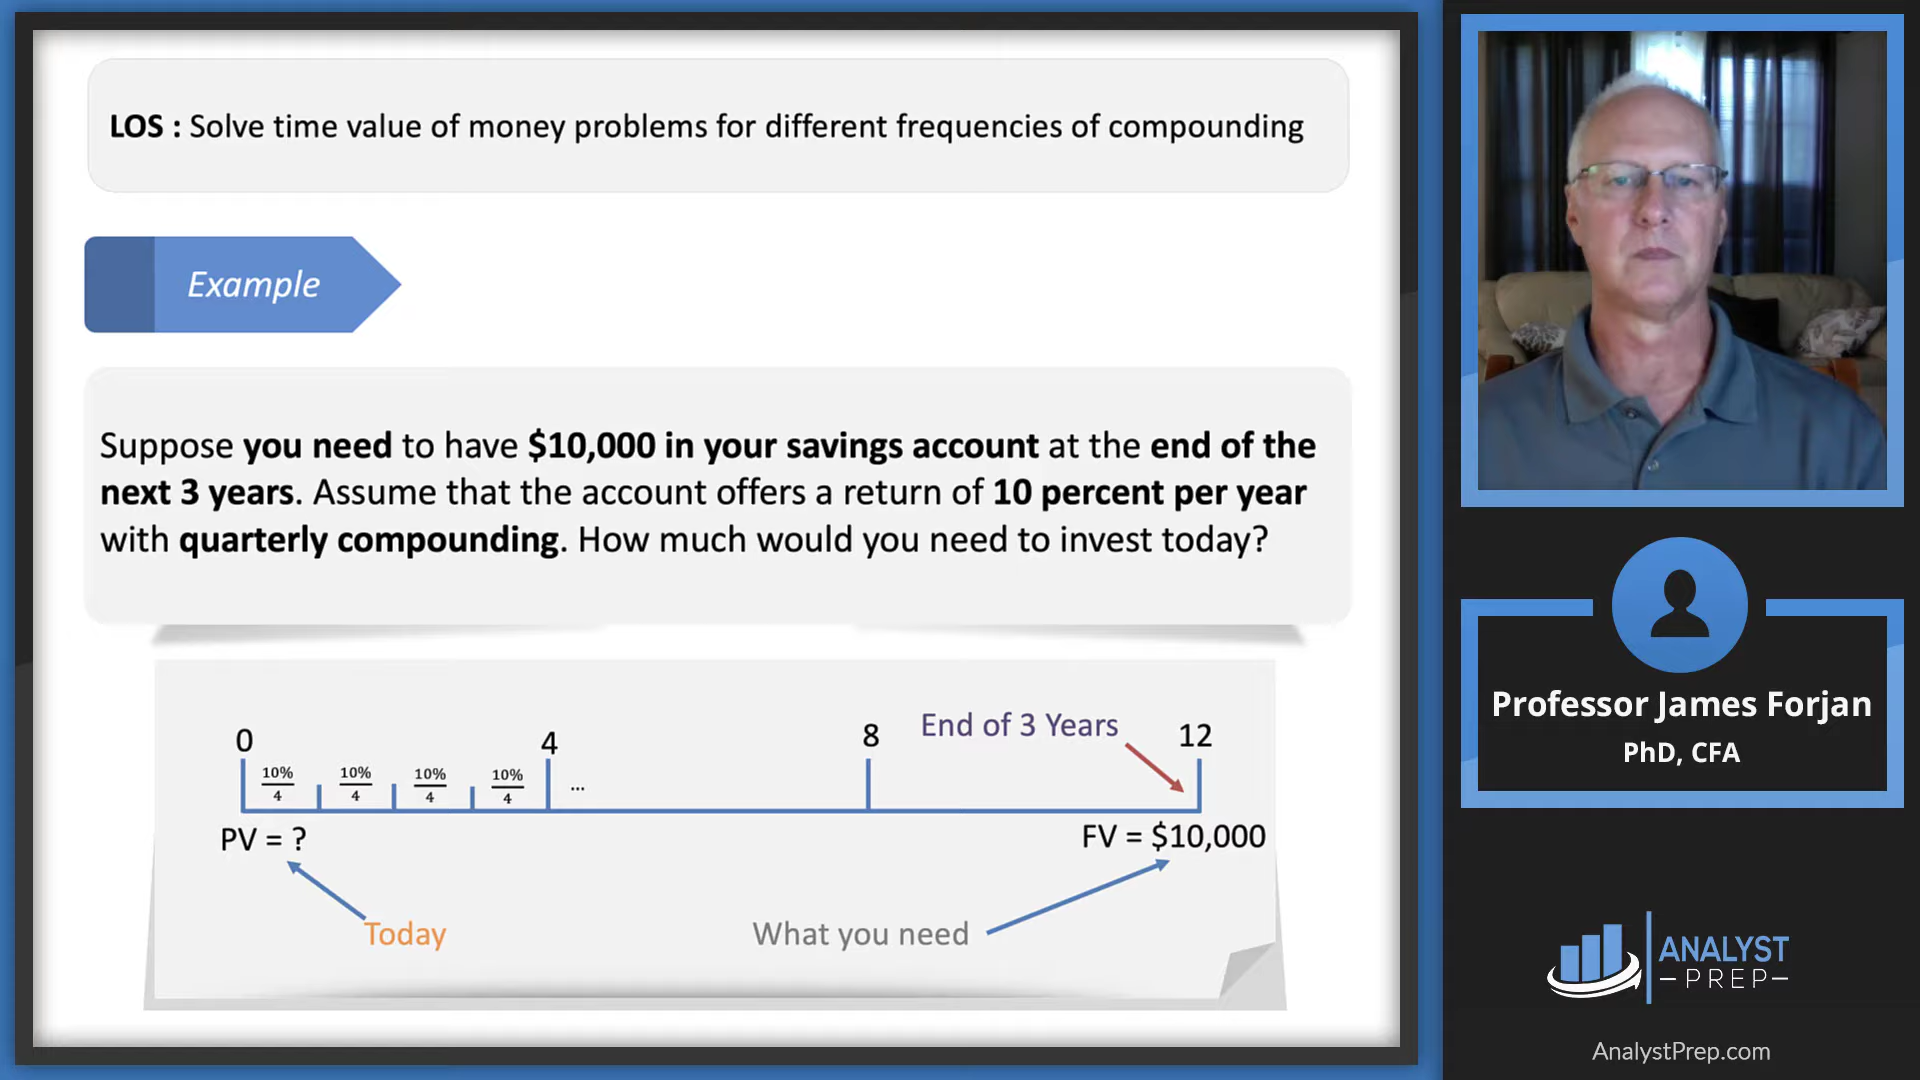 LOS : Solve time value of money problems for different frequencies of compounding
Example
Suppose you need to have $10,000 in your savings account at the end of the
next 3 years. Assume that the account offers a return of 10 percent per year
with quarterly compounding. How much would you need to invest today?
0 4 8 End of 3 Years 12
10%/4 10%/4 10%/4 10%/4 ...
PV = ? FV = $10,000
Today What you need
Professor James Forjan
PhD, CFA
ANALYST
PREP
AnalystPrep.com